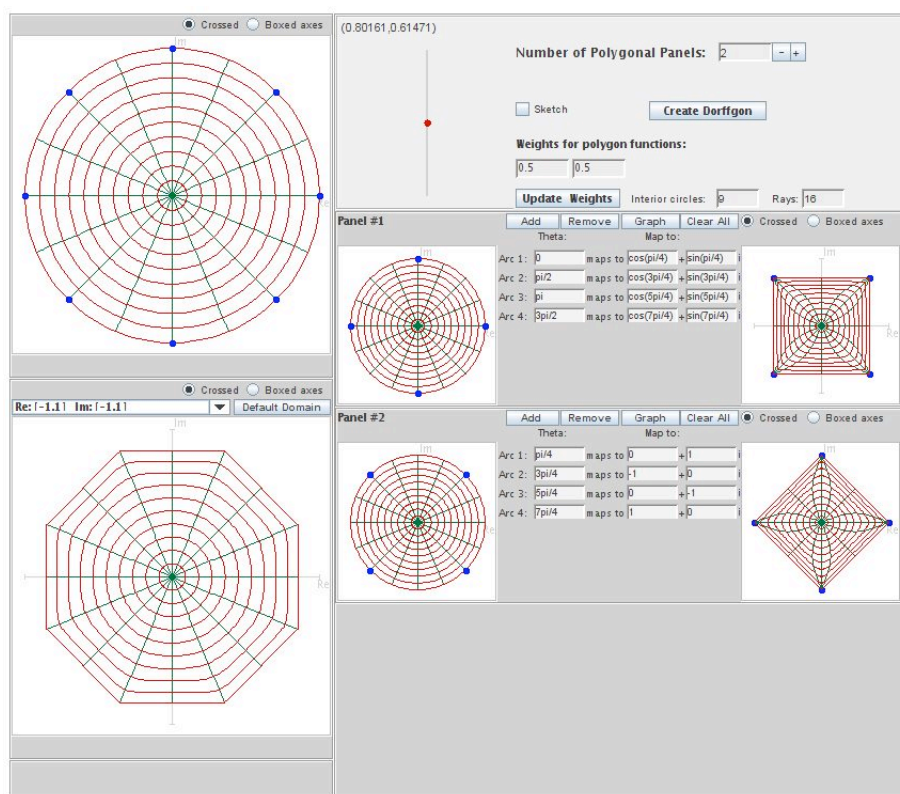 Crossed Boxed axes
Im
Re
Crossed Boxed axes
Re: [-1,1] Im: [-1,1] Default Domain
Im
Re
(0.80161,0.61471)
Number of Polygonal Panels: 2 - +
Sketch Create Dorffgon
Weights for polygon functions:
0.5 0.5
Update Weights Interior circles: 9 Rays: 16
Panel #1 Add Remove Graph Clear All Crossed Boxed axes
Theta: Map to:
Im
Re
Arc 1: 0 maps to cos(pi/4) + sin(pi/4) i
Arc 2: pi/2 maps to cos(3pi/4) + sin(3pi/4) i
Arc 3: pi maps to cos(5pi/4) + sin(5pi/4) i
Arc 4: 3pi/2 maps to cos(7pi/4) + sin(7pi/4) i
Im
Re
Panel #2 Add Remove Graph Clear All Crossed Boxed axes
Theta: Map to:
Im
Re
Arc 1: pi/4 maps to 0 + 1 i
Arc 2: 3pi/4 maps to -1 + 0 i
Arc 3: 5pi/4 maps to 0 + -1 i
Arc 4: 7pi/4 maps to 1 + 0 i
Im
Re